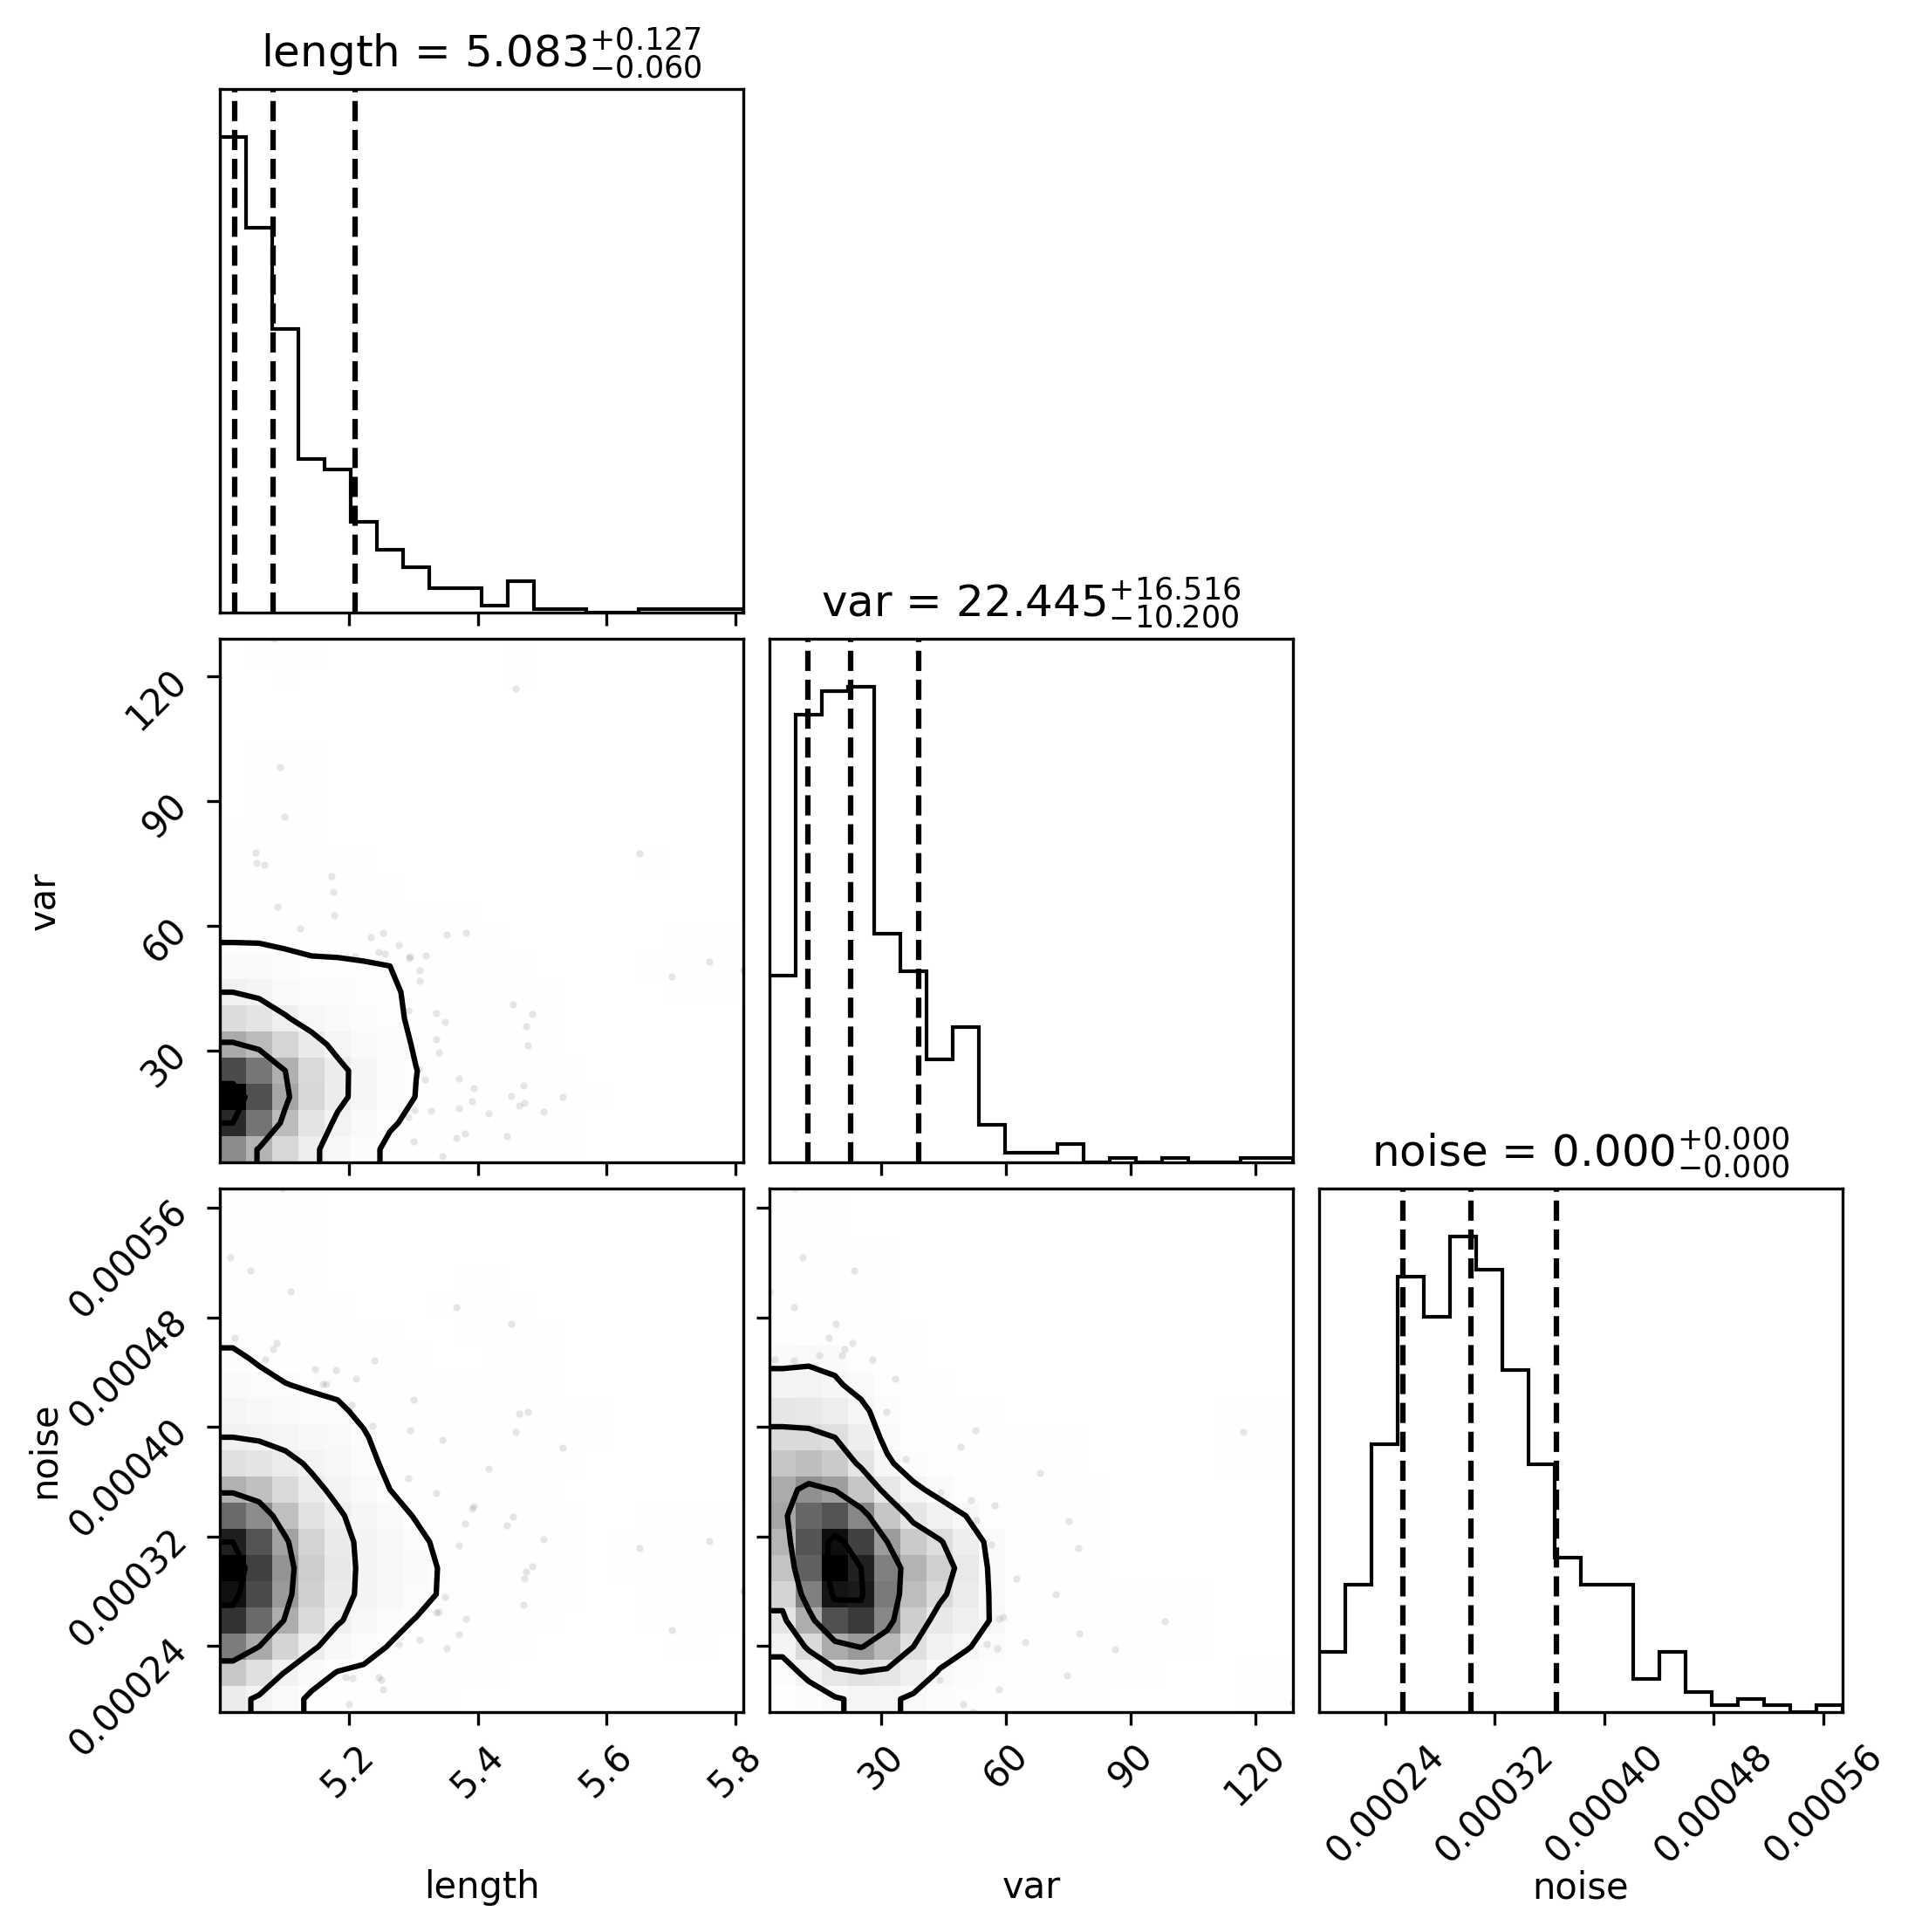 length = 5.083 +0.127 −0.060
var = 22.445 +16.516 −10.200
120
90
60
30
var
noise = 0.000 +0.000 −0.000
0.00056
0.00048
0.00040
0.00032
0.00024
noise
5.2 5.4 5.6 5.8
30 60 90 120
0.00024 0.00032 0.00040 0.00048 0.00056
length
var
noise